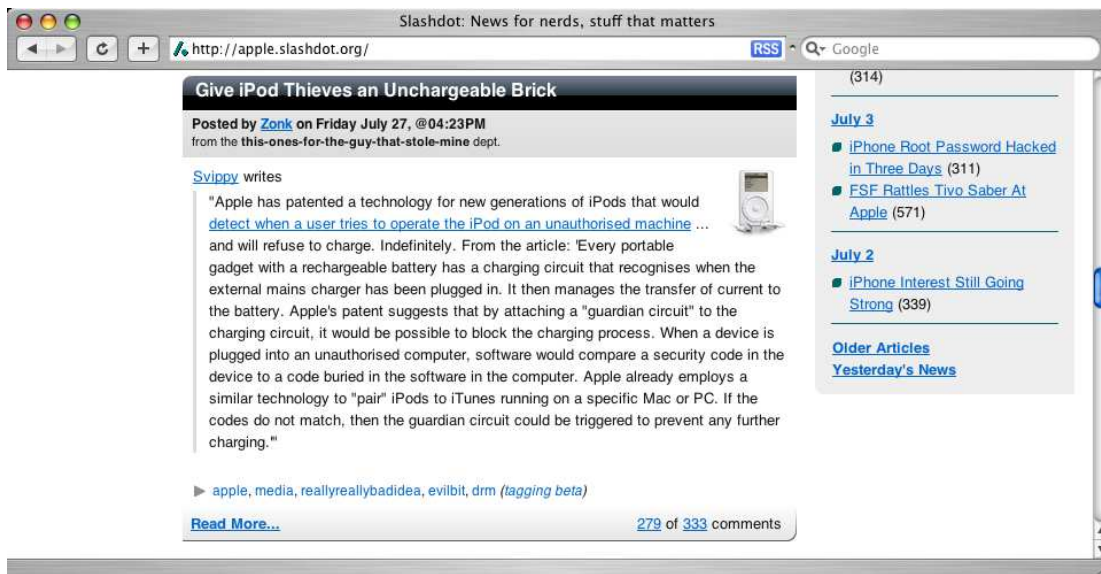 Slashdot: News for nerds, stuff that matters
http://apple.slashdot.org/
RSS
Google
Give iPod Thieves an Unchargeable Brick
Posted by Zonk on Friday July 27, @04:23PM
from the this-ones-for-the-guy-that-stole-mine dept.
Svippy writes
"Apple has patented a technology for new generations of iPods that would
detect when a user tries to operate the iPod on an unauthorised machine ...
and will refuse to charge. Indefinitely. From the article: 'Every portable
gadget with a rechargeable battery has a charging circuit that recognises when the
external mains charger has been plugged in. It then manages the transfer of current to
the battery. Apple's patent suggests that by attaching a "guardian circuit" to the
charging circuit, it would be possible to block the charging process. When a device is
plugged into an unauthorised computer, software would compare a security code in the
device to a code buried in the software in the computer. Apple already employs a
similar technology to "pair" iPods to iTunes running on a specific Mac or PC. If the
codes do not match, then the guardian circuit could be triggered to prevent any further
charging.'"
apple, media, reallyreallybadidea, evilbit, drm (tagging beta)
Read More...
279 of 333 comments
(314)
July 3
iPhone Root Password Hacked
in Three Days (311)
FSF Rattles Tivo Saber At
Apple (571)
July 2
iPhone Interest Still Going
Strong (339)
Older Articles
Yesterday's News